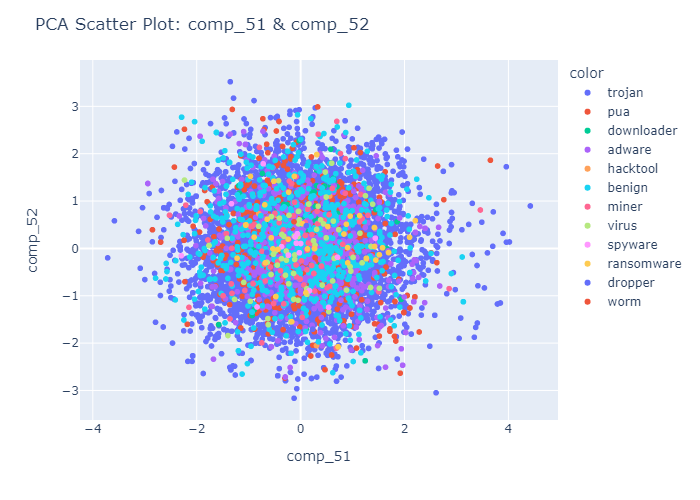 PCA Scatter Plot: comp_51 & comp_52
color
trojan
pua
downloader
adware
hacktool
benign
miner
virus
spyware
ransomware
dropper
worm
comp_52
3
2
1
0
−1
−2
−3
−4
−2
0
2
4
comp_51